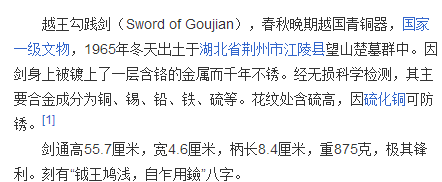 越王勾践剑（Sword of Goujian），春秋晚期越国青铜器，国家
一级文物，1965年冬天出土于湖北省荆州市江陵县望山楚墓群中。因
剑身上被镀上了一层含铬的金属而千年不锈。经无损科学检测，其主
要合金成分为铜、锡、铅、铁、硫等。花纹处含硫高，因硫化铜可防
锈。[1]
剑通高55.7厘米，宽4.6厘米，柄长8.4厘米，重875克，极其锋
利。刻有“钺王鸠浅，自乍用鐱”八字。